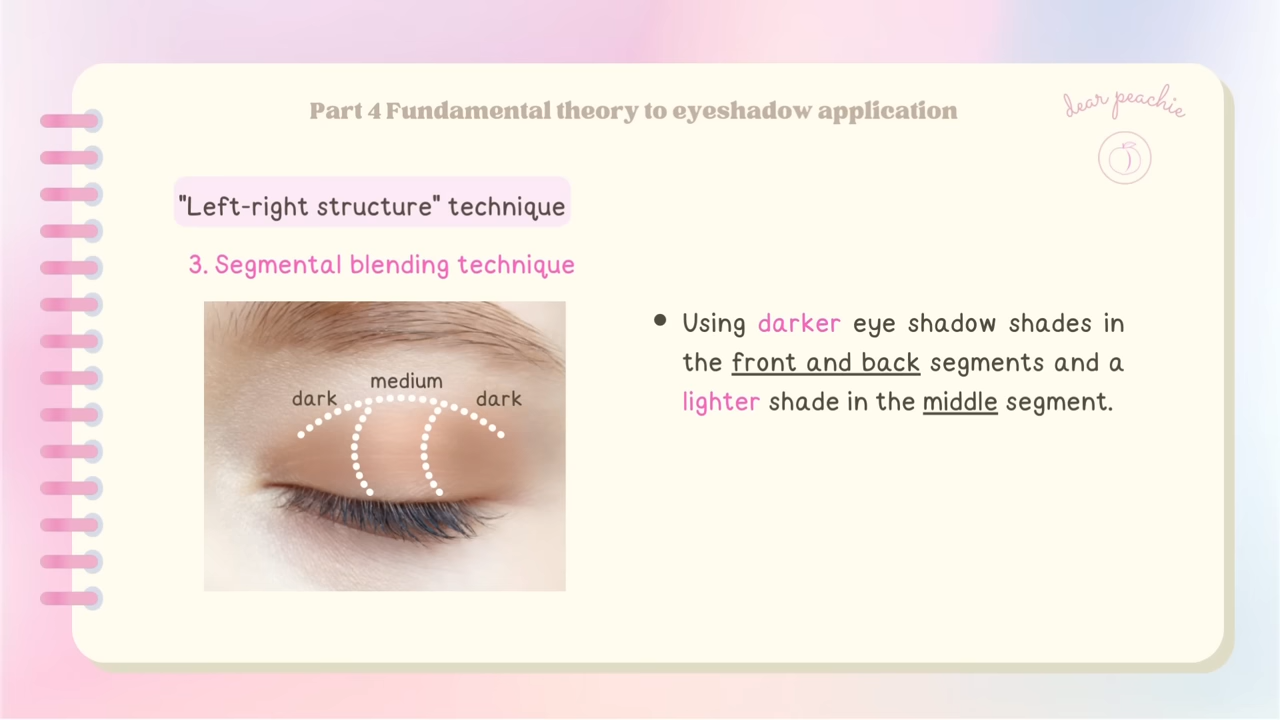 Part 4 Fundamental theory to eyeshadow application
dear peachie
"Left-right structure" technique
3. Segmental blending technique
medium
dark
dark
Using darker eye shadow shades in
the front and back segments and a
lighter shade in the middle segment.